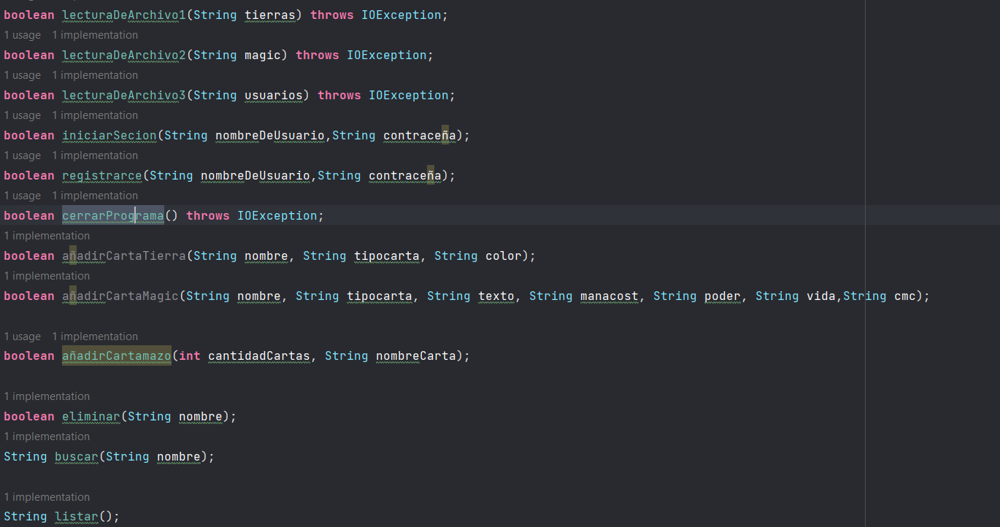 boolean lecturaDeArchivo1(String tierras) throws IOException;
1 usage 1 implementation
boolean lecturaDeArchivo2(String magic) throws IOException;
1 usage 1 implementation
boolean lecturaDeArchivo3(String usuarios) throws IOException;
1 usage 1 implementation
boolean iniciarSecion(String nombreDeUsuario,String contraceña);
1 usage 1 implementation
boolean registrarce(String nombreDeUsuario,String contraceña);
1 usage 1 implementation
boolean cerrarPrograma() throws IOException;
1 implementation
boolean añadirCartaTierra(String nombre, String tipocarta, String color);
1 implementation
boolean añadirCartaMagic(String nombre, String tipocarta, String texto, String manacost, String poder, String vida,String cmc);
1 usage 1 implementation
boolean añadirCartamazo(int cantidadCartas, String nombreCarta);
1 implementation
boolean eliminar(String nombre);
1 implementation
String buscar(String nombre);
1 implementation
String listar();